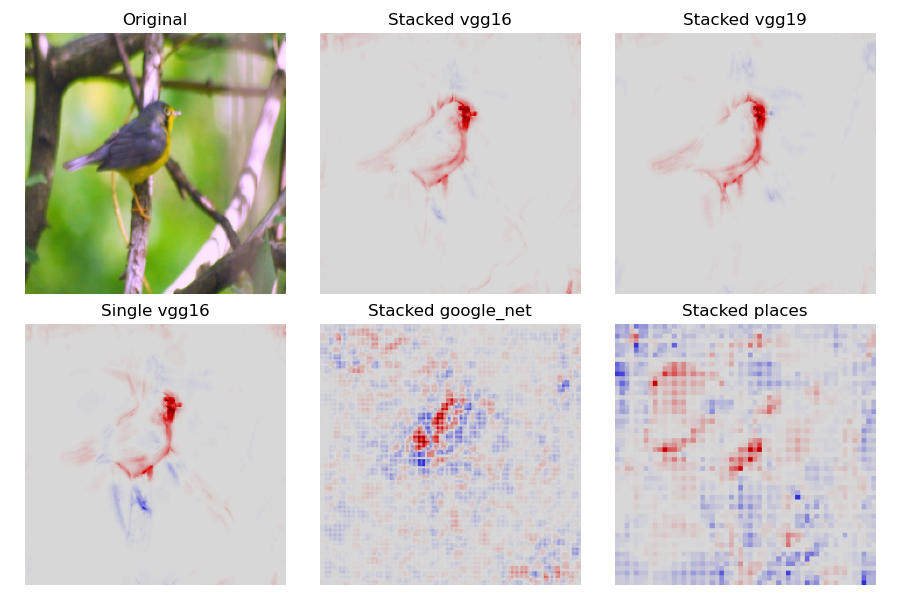 Original
Stacked vgg16
Stacked vgg19
Single vgg16
Stacked google_net
Stacked places